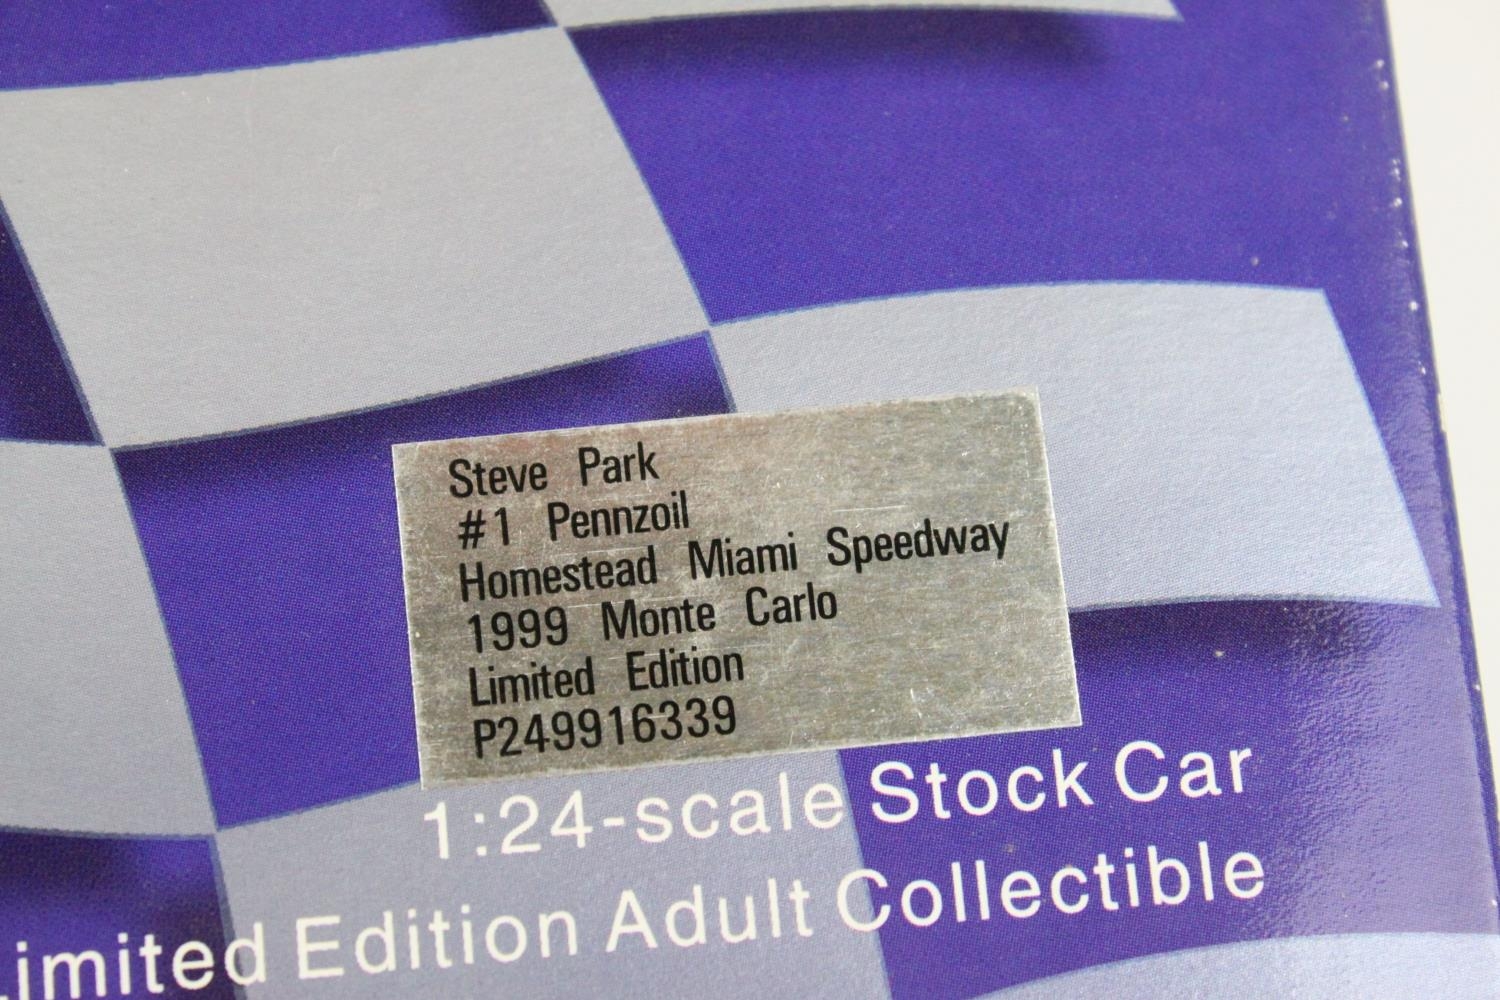 Steve Park
#1 Pennzoil
Homestead Miami Speedway
1999 Monte Carlo
Limited Edition
P249916339
1:24-scale Stock Car
Limited Edition Adult Collectible